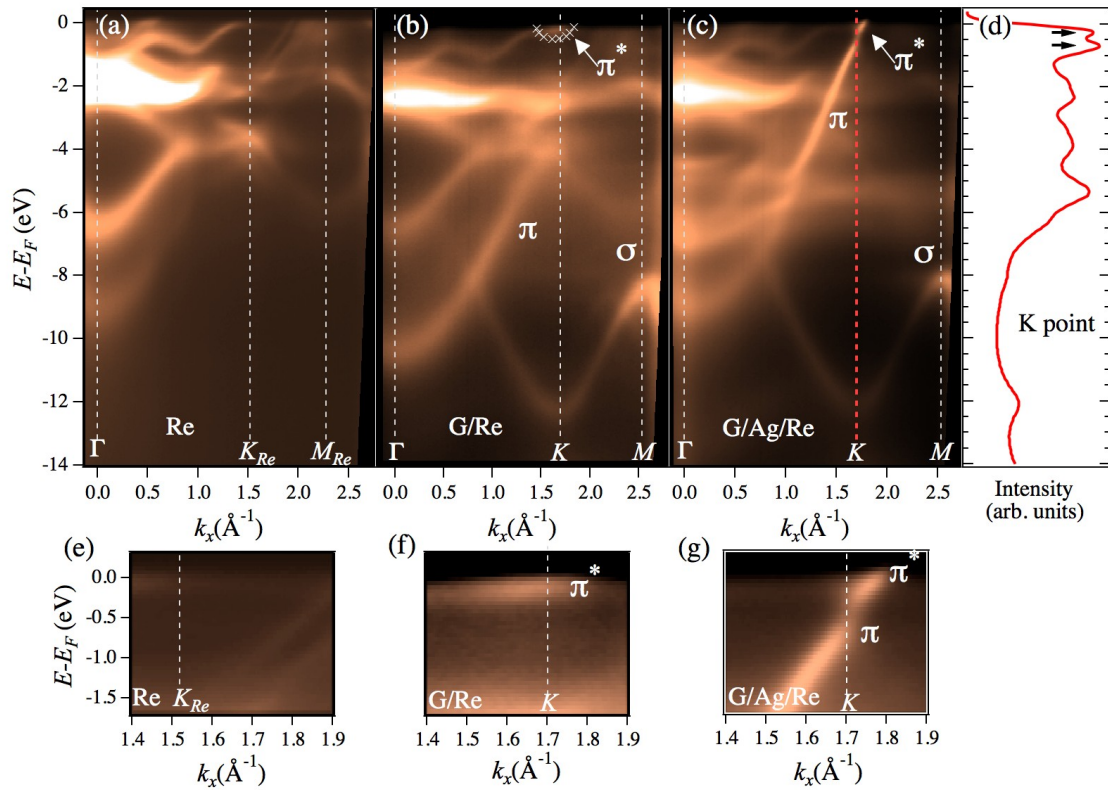 (a)
(b)
(c)
(d)
0
-2
-4
-6
-8
-10
-12
-14
E-E_F (eV)
π*
π
σ
π*
π
σ
K point
Re
G/Re
G/Ag/Re
Γ
K_Re
M_Re
Γ
K
M
Γ
K
M
0.0 0.5 1.0 1.5 2.0 2.5
0.0 0.5 1.0 1.5 2.0 2.5
0.0 0.5 1.0 1.5 2.0 2.5
k_x(Å⁻¹)
k_x(Å⁻¹)
k_x(Å⁻¹)
Intensity
(arb. units)
(e)
(f)
(g)
0.0
-0.5
-1.0
-1.5
E-E_F (eV)
π*
π*
π
Re
K_Re
G/Re
K
G/Ag/Re
K
1.4 1.5 1.6 1.7 1.8 1.9
1.4 1.5 1.6 1.7 1.8 1.9
1.4 1.5 1.6 1.7 1.8 1.9
k_x(Å⁻¹)
k_x(Å⁻¹)
k_x(Å⁻¹)